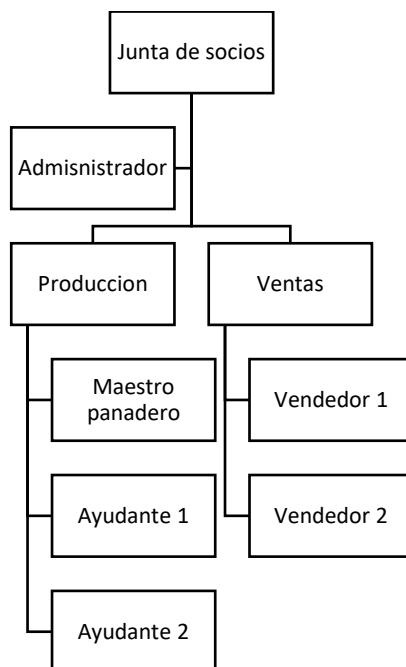 Junta de socios
Admisnistrador
Produccion
Ventas
Maestro
panadero
Vendedor 1
Ayudante 1
Vendedor 2
Ayudante 2